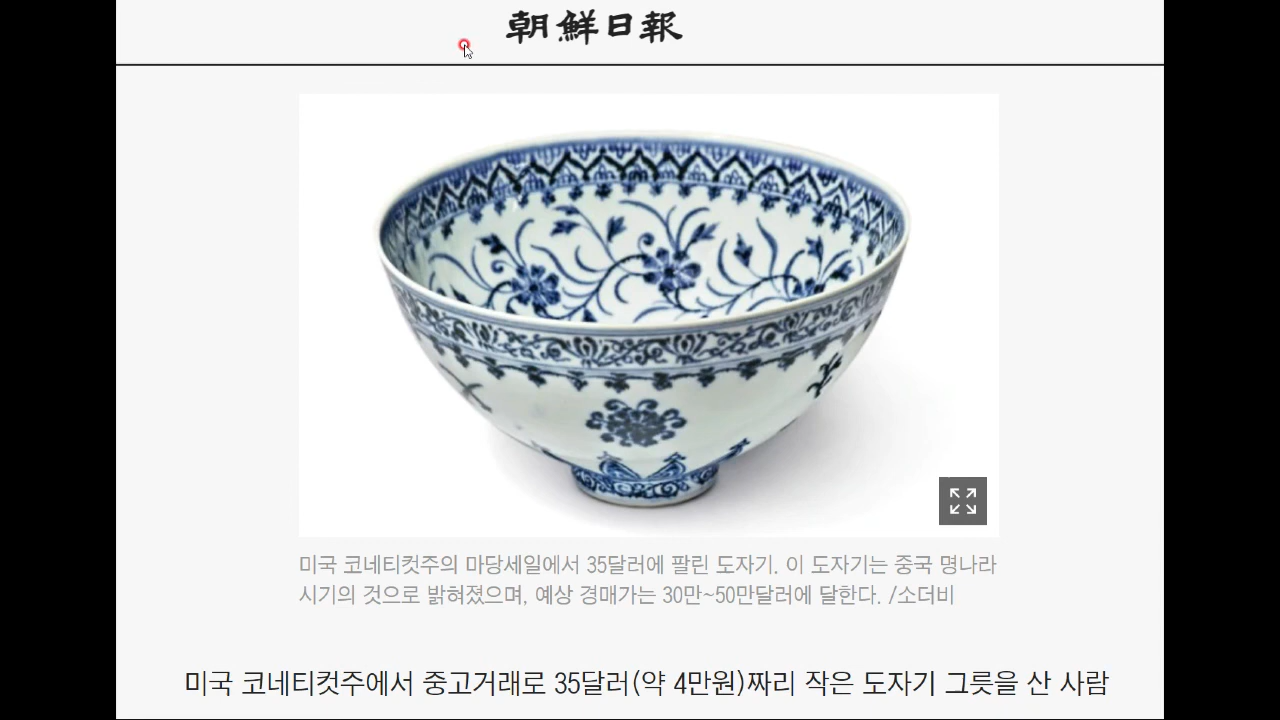 朝鮮日報
미국 코네티컷주의 마당세일에서 35달러에 팔린 도자기. 이 도자기는 중국 명나라
시기의 것으로 밝혀졌으며, 예상 경매가는 30만~50만달러에 달한다. /소더비
미국 코네티컷주에서 중고거래로 35달러(약 4만원)짜리 작은 도자기 그릇을 산 사람